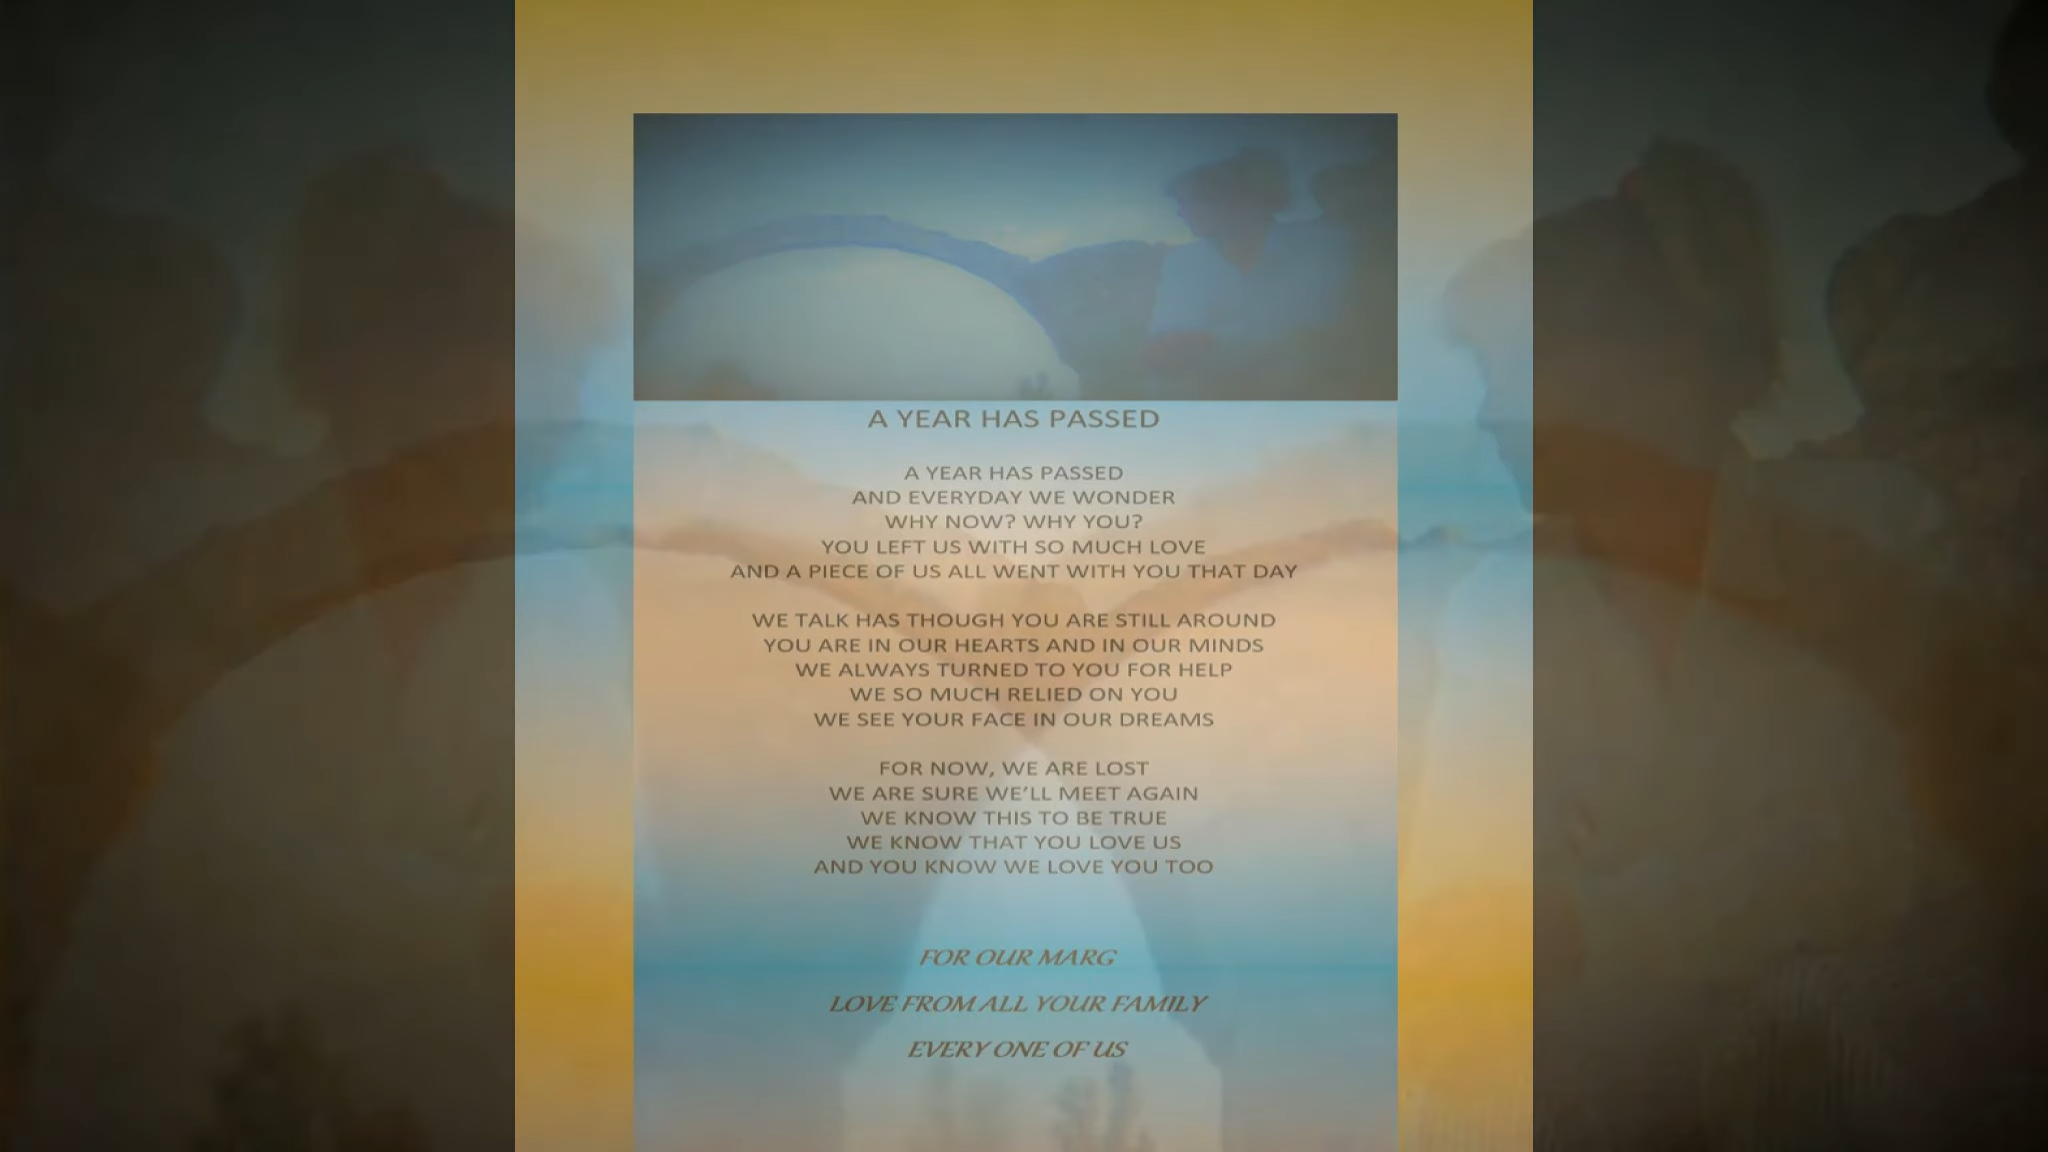 A YEAR HAS PASSED
A YEAR HAS PASSED
AND EVERYDAY WE WONDER
WHY NOW? WHY YOU?
YOU LEFT US WITH SO MUCH LOVE
AND A PIECE OF US ALL WENT WITH YOU THAT DAY
WE TALK HAS THOUGH YOU ARE STILL AROUND
YOU ARE IN OUR HEARTS AND IN OUR MINDS
WE ALWAYS TURNED TO YOU FOR HELP
WE SO MUCH RELIED ON YOU
WE SEE YOUR FACE IN OUR DREAMS
FOR NOW, WE ARE LOST
WE ARE SURE WE'LL MEET AGAIN
WE KNOW THIS TO BE TRUE
WE KNOW THAT YOU LOVE US
AND YOU KNOW WE LOVE YOU TOO
FOR OUR MARG
LOVE FROM ALL YOUR FAMILY
EVERY ONE OF US